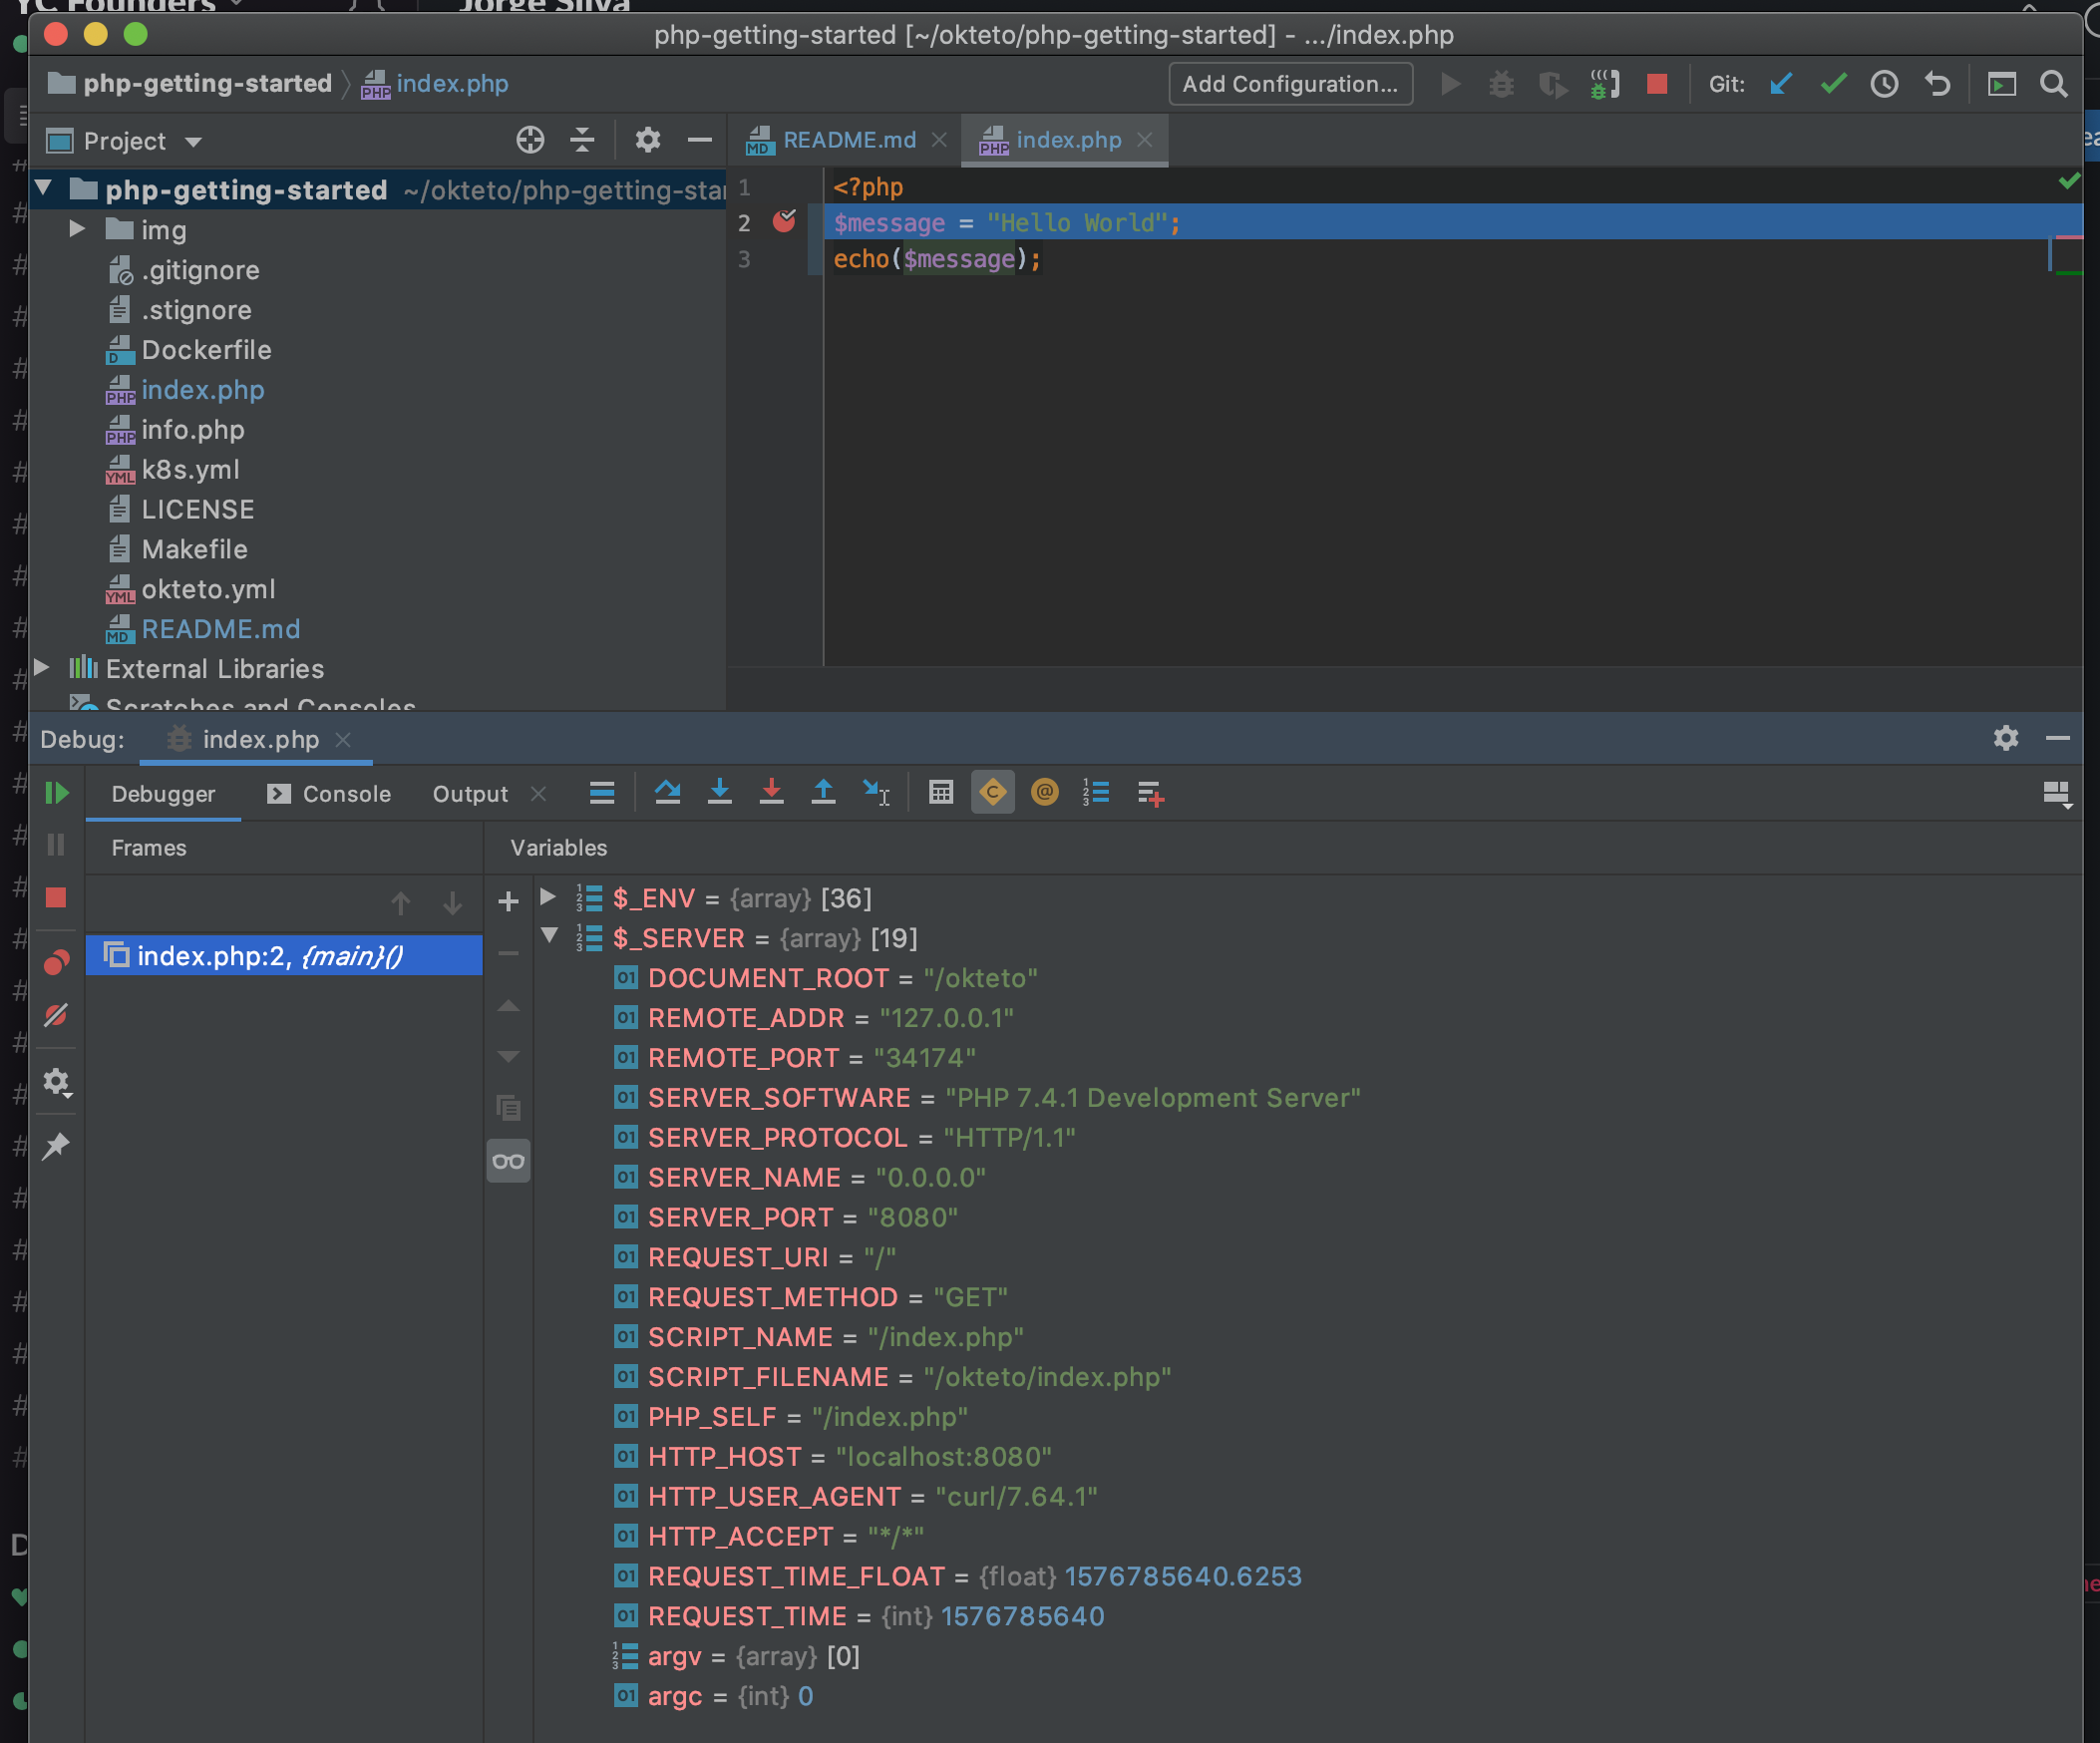 YC Founders
Jorge Silva
php-getting-started [~/okteto/php-getting-started] - .../index.php
php-getting-started
index.php
Add Configuration...
Git:
Project
README.md
index.php
php-getting-started ~/okteto/php-getting-sta
img
.gitignore
.stignore
Dockerfile
index.php
info.php
k8s.yml
LICENSE
Makefile
okteto.yml
README.md
External Libraries
Scratches and Consoles
1 <?php
2 $message = "Hello World";
3 echo($message);
Debug:
index.php
Debugger
Console
Output
Frames
Variables
index.php:2, {main}()
$_ENV = {array} [36]
$_SERVER = {array} [19]
DOCUMENT_ROOT = "/okteto"
REMOTE_ADDR = "127.0.0.1"
REMOTE_PORT = "34174"
SERVER_SOFTWARE = "PHP 7.4.1 Development Server"
SERVER_PROTOCOL = "HTTP/1.1"
SERVER_NAME = "0.0.0.0"
SERVER_PORT = "8080"
REQUEST_URI = "/"
REQUEST_METHOD = "GET"
SCRIPT_NAME = "/index.php"
SCRIPT_FILENAME = "/okteto/index.php"
PHP_SELF = "/index.php"
HTTP_HOST = "localhost:8080"
HTTP_USER_AGENT = "curl/7.64.1"
HTTP_ACCEPT = "*/*"
REQUEST_TIME_FLOAT = {float} 1576785640.6253
REQUEST_TIME = {int} 1576785640
argv = {array} [0]
argc = {int} 0